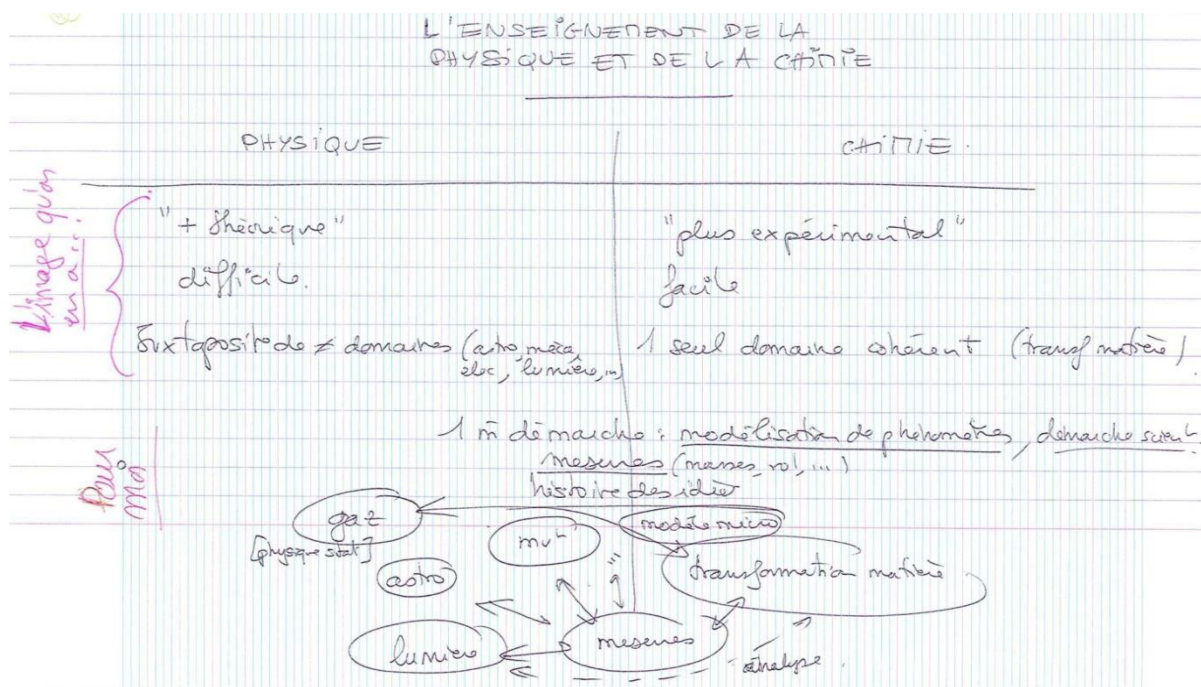 L'ENSEIGNEMENT DE LA
PHYSIQUE ET DE LA CHIMIE
PHYSIQUE
CHIMIE.
L'image qu'on
en a..
"+ théorique"
"plus expérimental"
difficile.
facile
Juxtaposit° de ≠ domaines (astro, méca,
elec, lumière, ...)
1 seul domaine cohérent (transf matière)
Pour
moi
1 m̂ démarche : modélisation de phénomènes, démarche scient.
mesures (masses, vol, ...)
histoire des idées
gaz
[physique stat]
mvt
modèle micro
astro
transformation matière
lumière
mesures
analyse.